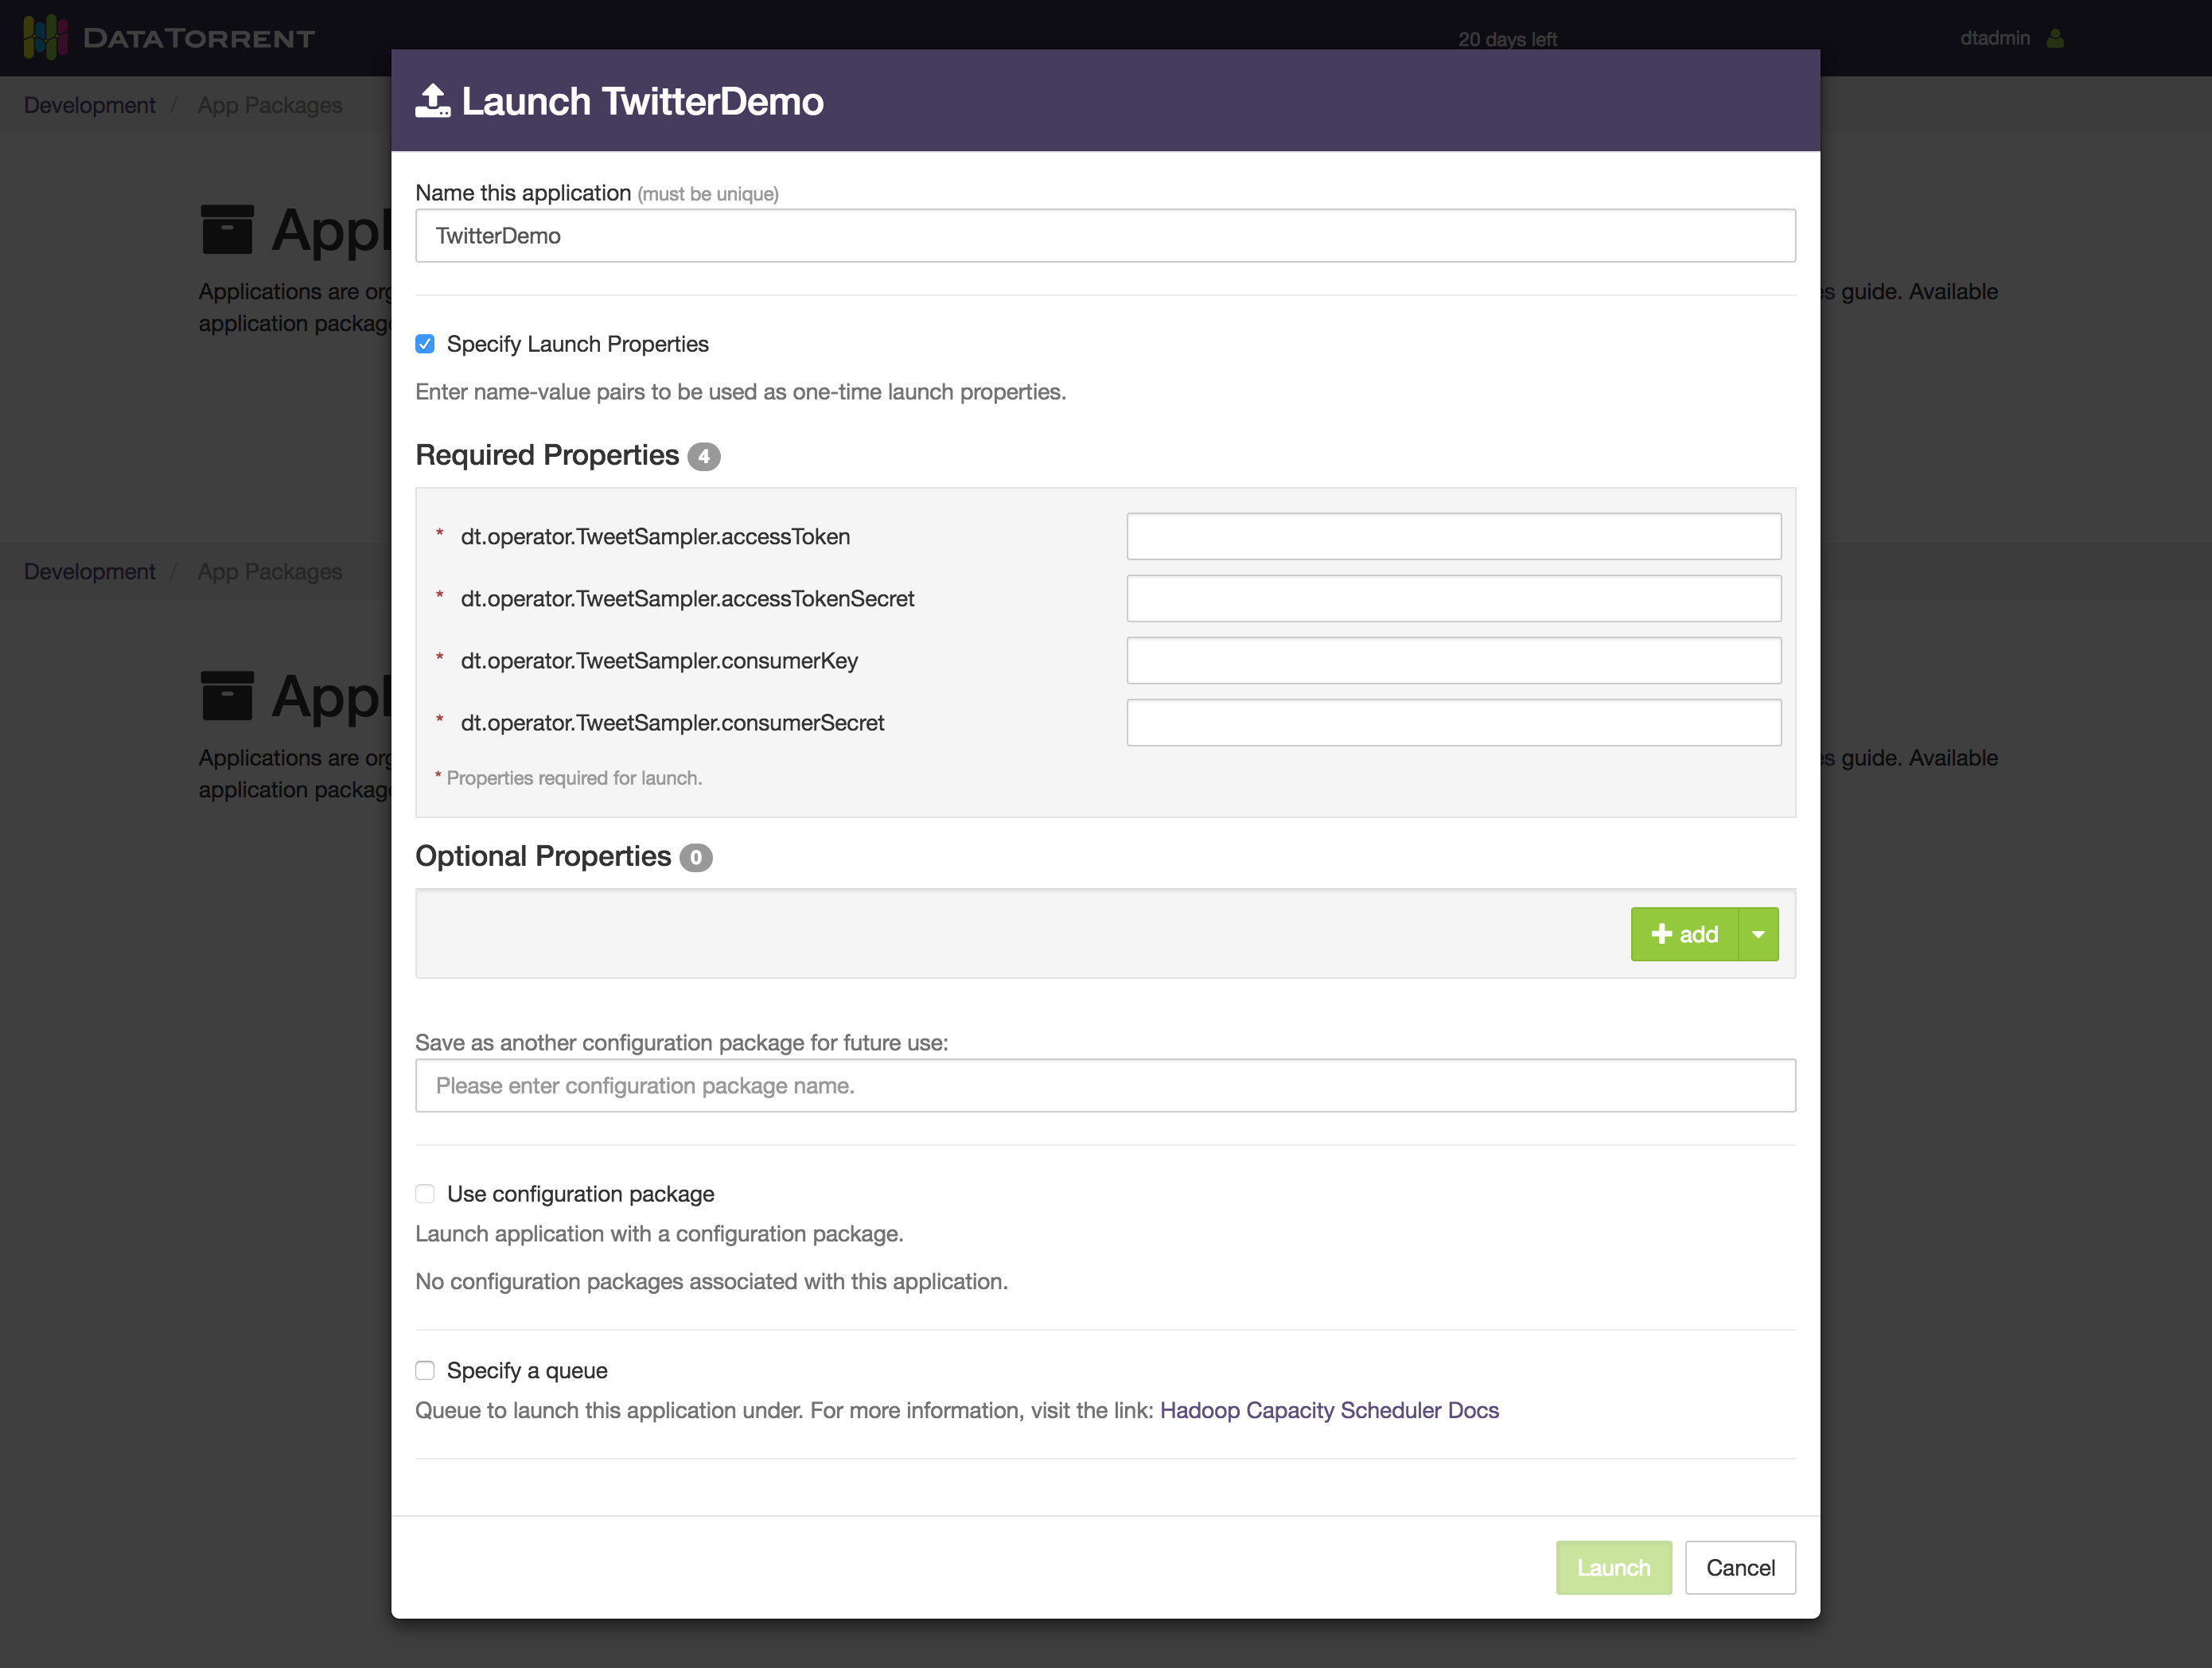 DATATORRENT
20 days left
dtadmin
Development / App Packages
Launch TwitterDemo
Appl
Applications are org
s guide. Available
application packag
Name this application (must be unique)
TwitterDemo
Specify Launch Properties
Enter name-value pairs to be used as one-time launch properties.
Required Properties 4
* dt.operator.TweetSampler.accessToken
* dt.operator.TweetSampler.accessTokenSecret
* dt.operator.TweetSampler.consumerKey
* dt.operator.TweetSampler.consumerSecret
* Properties required for launch.
Development / App Packages
Appl
Applications are org
s guide. Available
application packag
Optional Properties 0
add
Save as another configuration package for future use:
Please enter configuration package name.
Use configuration package
Launch application with a configuration package.
No configuration packages associated with this application.
Specify a queue
Queue to launch this application under. For more information, visit the link: Hadoop Capacity Scheduler Docs
Launch
Cancel